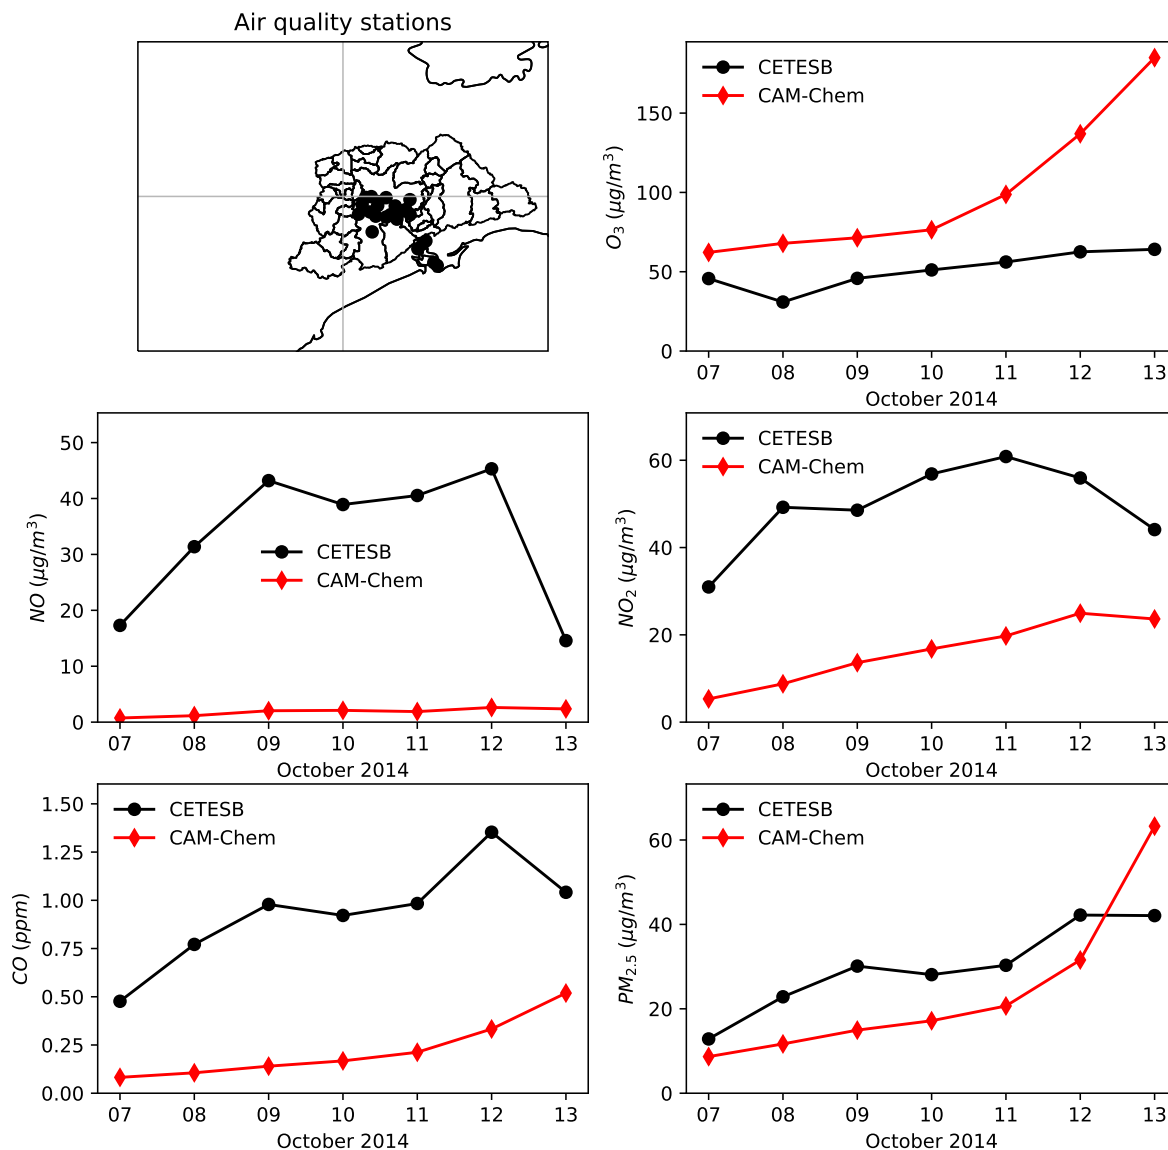 Air quality stations
CETESB
CAM-Chem
O3 (μg/m3)
150
100
50
0
07 08 09 10 11 12 13
October 2014
CETESB
CAM-Chem
NO (μg/m3)
50
40
30
20
10
0
07 08 09 10 11 12 13
October 2014
CETESB
CAM-Chem
NO2 (μg/m3)
60
40
20
0
07 08 09 10 11 12 13
October 2014
CETESB
CAM-Chem
CO (ppm)
1.50
1.25
1.00
0.75
0.50
0.25
0.00
07 08 09 10 11 12 13
October 2014
CETESB
CAM-Chem
PM2.5 (μg/m3)
60
40
20
0
07 08 09 10 11 12 13
October 2014